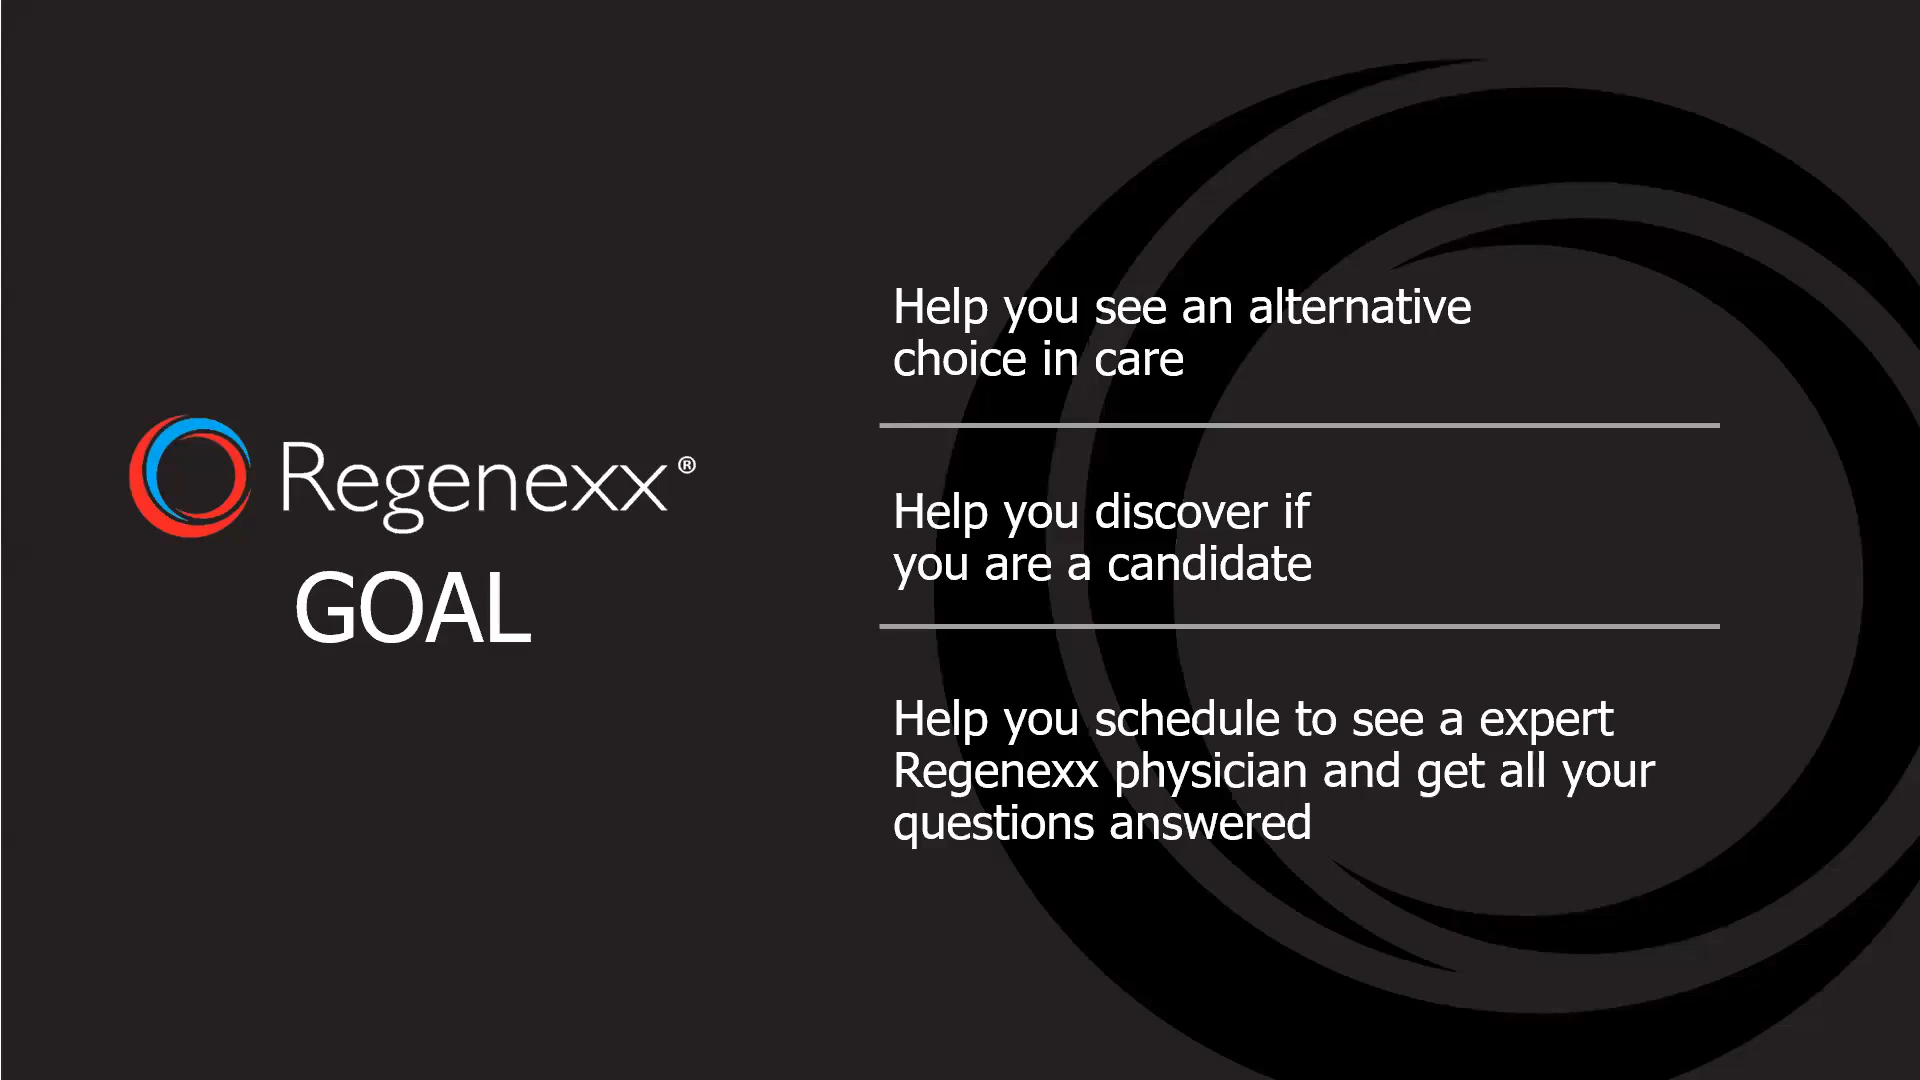 Regenexx®
GOAL
Help you see an alternative
choice in care
Help you discover if
you are a candidate
Help you schedule to see a expert
Regenexx physician and get all your
questions answered